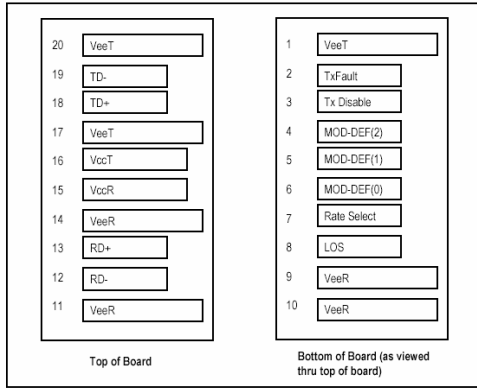 20 VeeT
19 TD-
18 TD+
17 VeeT
16 VccT
15 VccR
14 VeeR
13 RD+
12 RD-
11 VeeR
Top of Board
1 VeeT
2 TxFault
3 Tx Disable
4 MOD-DEF(2)
5 MOD-DEF(1)
6 MOD-DEF(0)
7 Rate Select
8 LOS
9 VeeR
10 VeeR
Bottom of Board (as viewed
thru top of board)